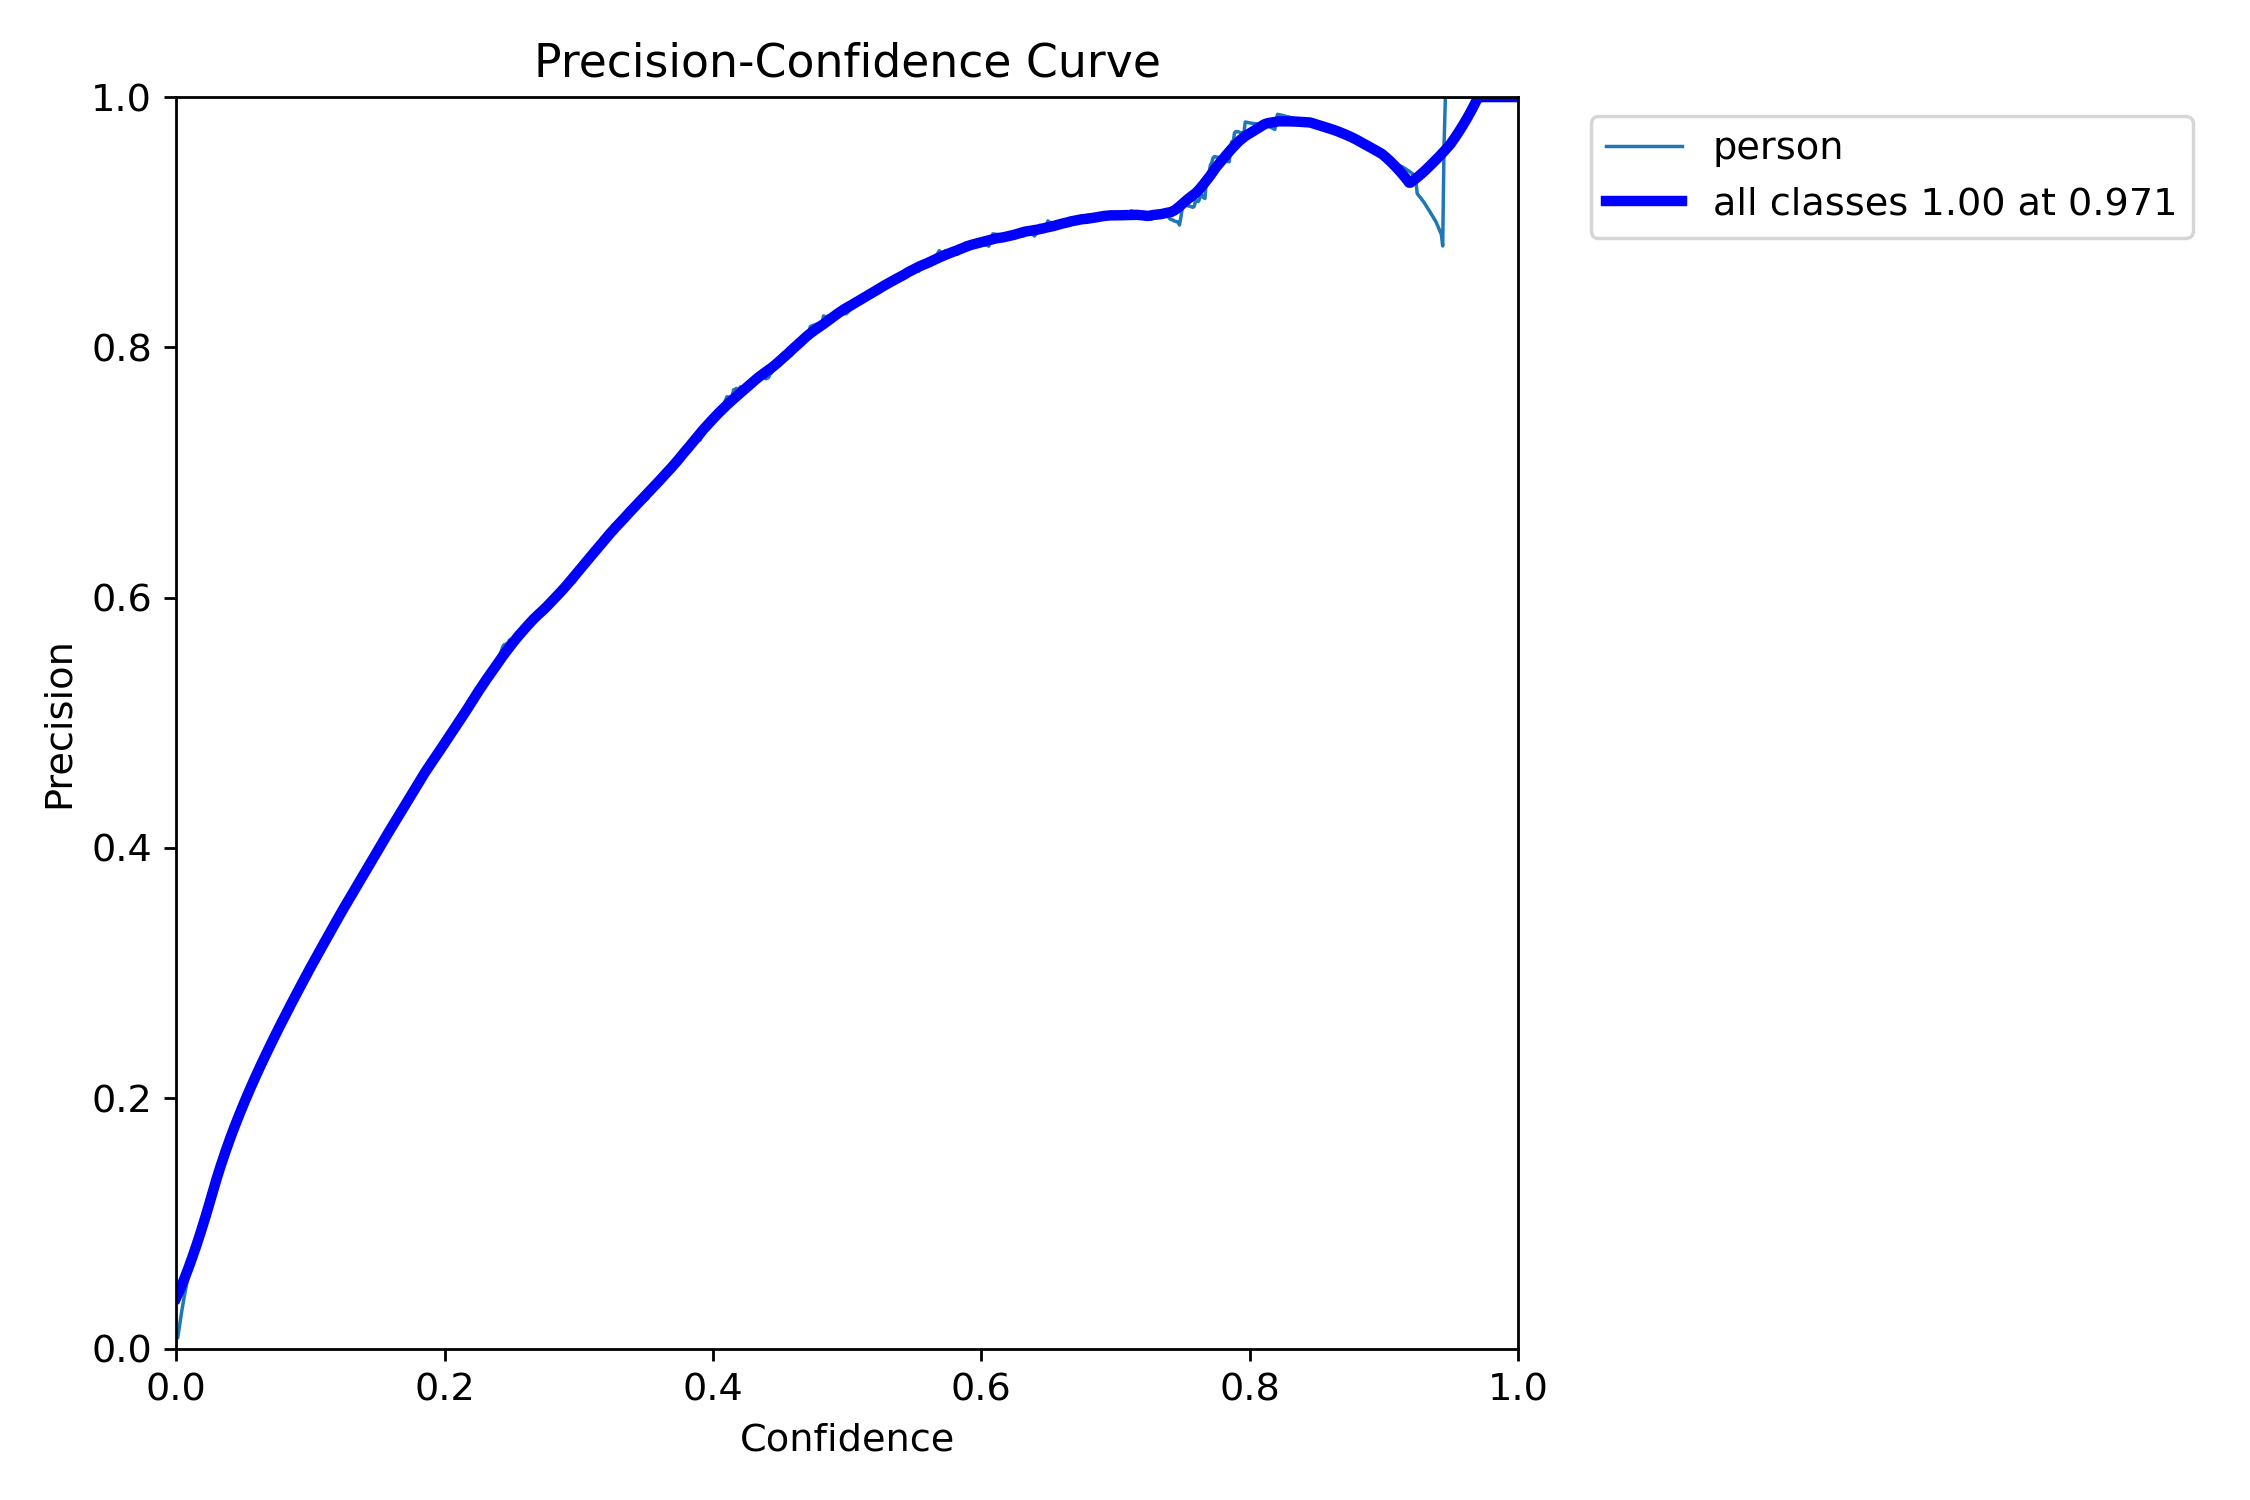 Precision-Confidence Curve
1.0
0.8
0.6
0.4
0.2
0.0
Precision
0.0 0.2 0.4 0.6 0.8 1.0
Confidence
person
all classes 1.00 at 0.971